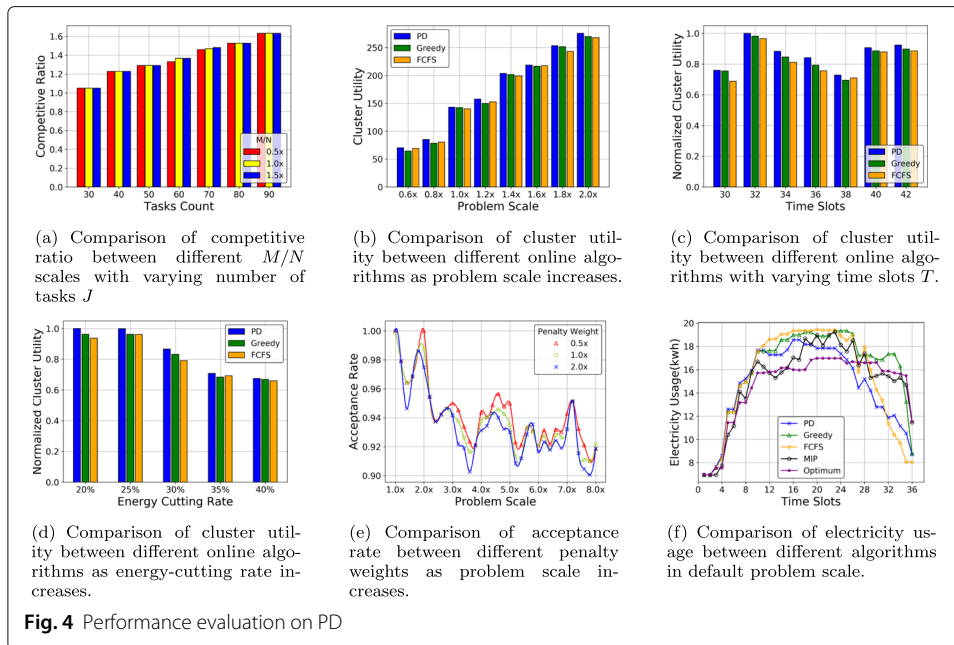 Competitive Ratio
1.6
1.4
1.2
1.0
0.8
0.6
0.4
0.2
0.0
M/N
0.5x
1.0x
1.5x
30 40 50 60 70 80 90
Tasks Count
(a) Comparison of competitive
ratio between different M/N
scales with varying number of
tasks J
Cluster Utility
250
200
150
100
50
0
PD
Greedy
FCFS
0.6x 0.8x 1.0x 1.2x 1.4x 1.6x 1.8x 2.0x
Problem Scale
(b) Comparison of cluster util-
ity between different online algo-
rithms as problem scale increases.
Normalized Cluster Utility
1.0
0.8
0.6
0.4
0.2
0.0
PD
Greedy
FCFS
30 32 34 36 38 40 42
Time Slots
(c) Comparison of cluster utility
between different online algo-
rithms with varying time slots T.
Normalized Cluster Utility
1.0
0.8
0.6
0.4
0.2
0.0
PD
Greedy
FCFS
20% 25% 30% 35% 40%
Energy Cutting Rate
(d) Comparison of cluster util-
ity between different online algo-
rithms as energy-cutting rate in-
creases.
Acceptance Rate
1.00
0.98
0.96
0.94
0.92
0.90
Penalty Weight
0.5x
1.0x
2.0x
1.0x 2.0x 3.0x 4.0x 5.0x 6.0x 7.0x 8.0x
Problem Scale
(e) Comparison of acceptance
rate between different penalty
weights as problem scale in-
creases.
Electricity Usage(kwh)
20
18
16
14
12
10
8
PD
Greedy
FCFS
MIP
Optimum
0 4 8 12 16 20 24 28 32 36
Time Slots
(f) Comparison of electricity us-
age between different algorithms
in default problem scale.
Fig. 4 Performance evaluation on PD